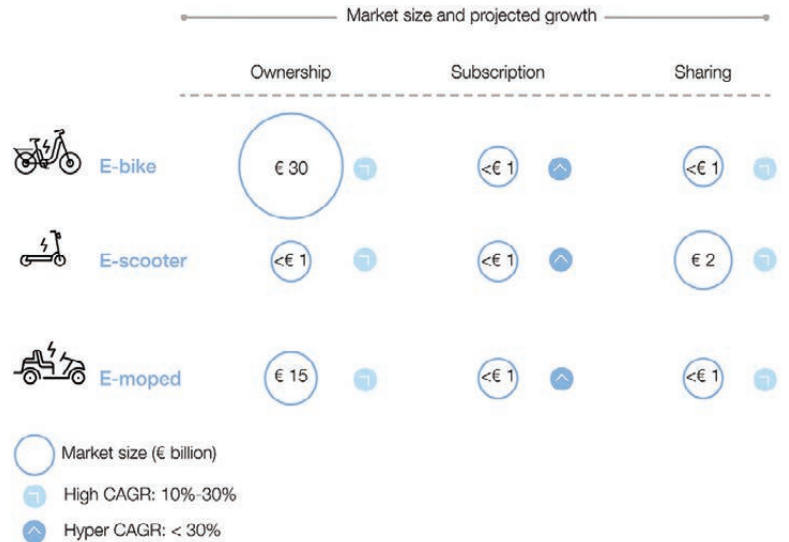 Market size and projected growth
Ownership Subscription Sharing
E-bike € 30 <€ 1 <€ 1
E-scooter <€ 1 <€ 1 € 2
E-moped € 15 <€ 1 <€ 1
Market size (€ billion)
High CAGR: 10%-30%
Hyper CAGR: < 30%